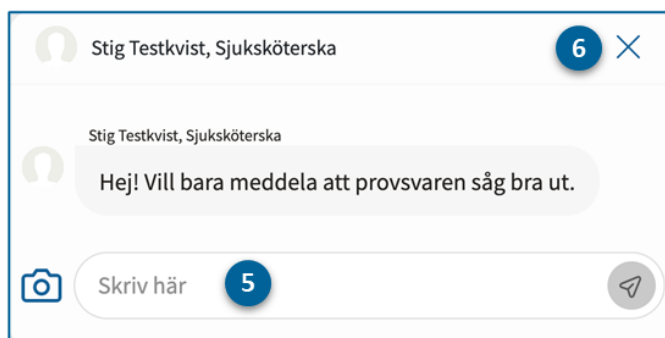 Stig Testkvist, Sjuksköterska
6
Stig Testkvist, Sjuksköterska
Hej! Vill bara meddela att provsvaren såg bra ut.
Skriv här
5